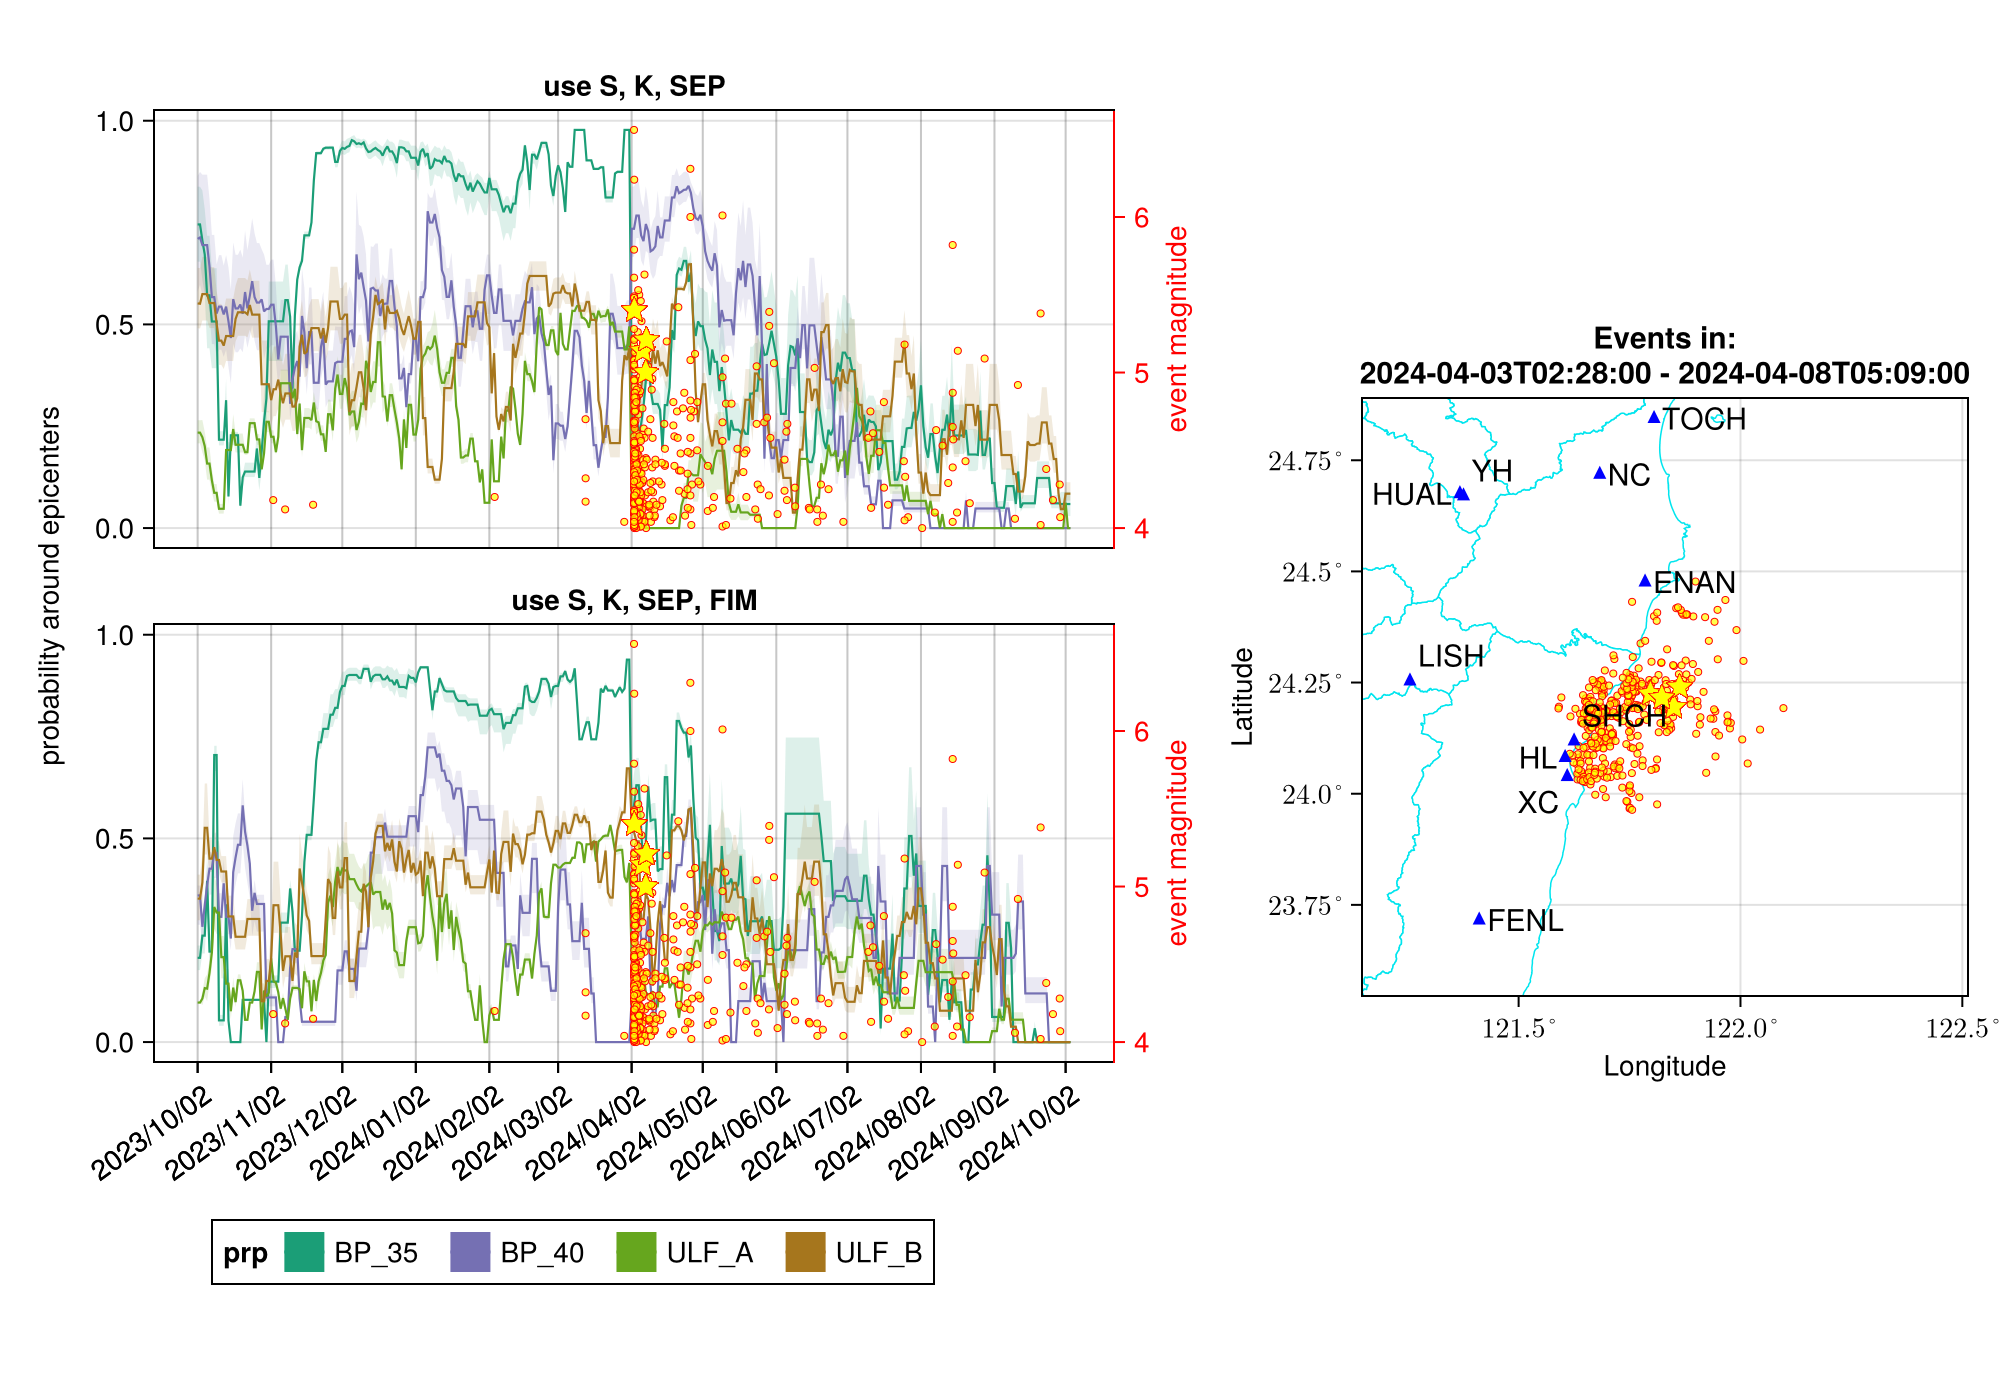 use S, K, SEP
1.0
0.5
0.0
6
5
4
event magnitude
probability around epicenters
use S, K, SEP, FIM
1.0
0.5
0.0
6
5
4
event magnitude
2023/10/02
2023/11/02
2023/12/02
2024/01/02
2024/02/02
2024/03/02
2024/04/02
2024/05/02
2024/06/02
2024/07/02
2024/08/02
2024/09/02
2024/10/02
prp BP_35 BP_40 ULF_A ULF_B
Events in:
2024-04-03T02:28:00 - 2024-04-08T05:09:00
TOCH
YH
NC
HUAL
ENAN
LISH
SHCH
HL
XC
FENL
24.75°
24.5°
24.25°
24.0°
23.75°
Latitude
121.5° 122.0° 122.5°
Longitude